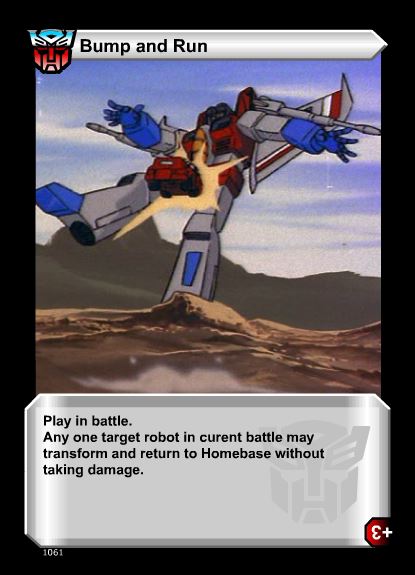 Bump and Run
Play in battle.
Any one target robot in curent battle may
transform and return to Homebase without
taking damage.
+3
1061